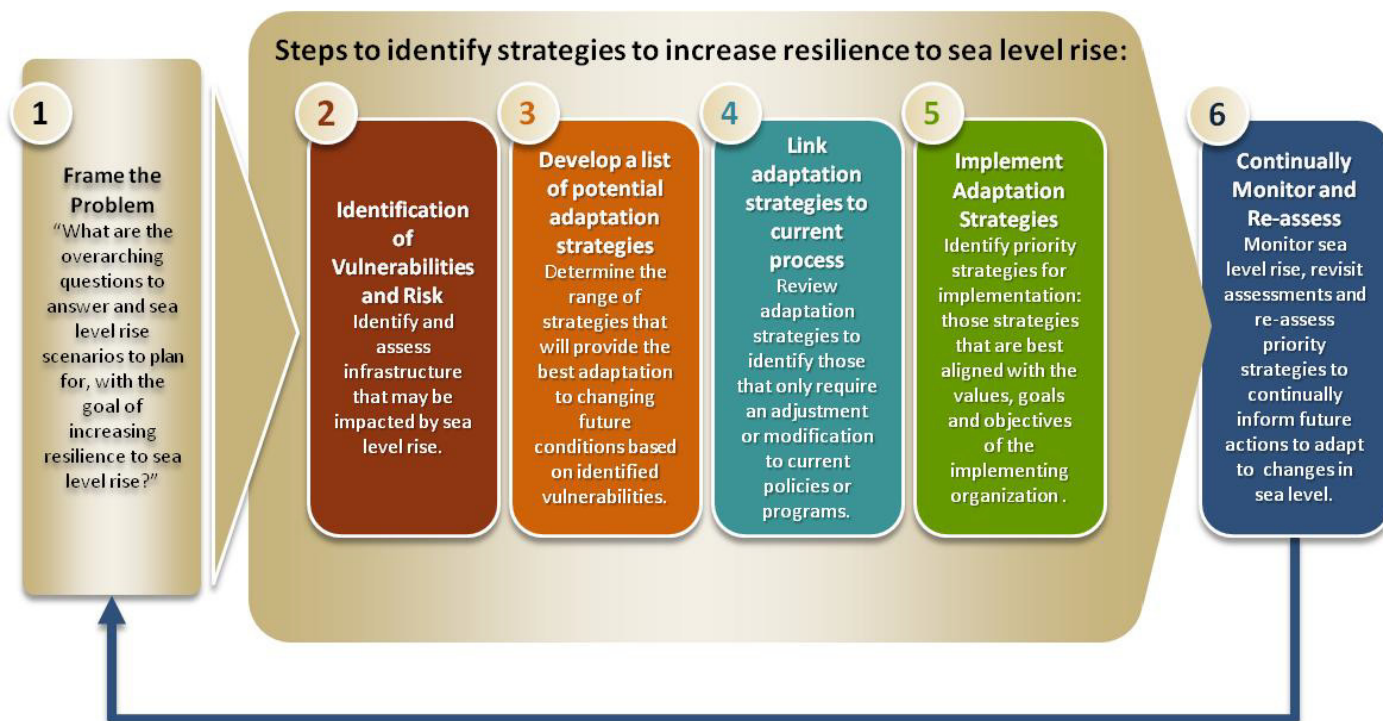 Steps to identify strategies to increase resilience to sea level rise:
1
Frame the
Problem
“What are the
overarching
questions to
answer and sea
level rise
scenarios to plan
for, with the
goal of
increasing
resilience to sea
level rise?”
2
Identification
of
Vulnerabilities
and Risk
Identify and
assess
infrastructure
that may be
impacted by sea
level rise.
3
Develop a list
of potential
adaptation
strategies
Determine the
range of
strategies that
will provide the
best adaptation
to changing
future
conditions based
on identified
vulnerabilities.
4
Link
adaptation
strategies to
current
process
Review
adaptation
strategies to
identify those
that only require
an adjustment
or modification
to current
policies or
programs.
5
Implement
Adaptation
Strategies
Identify priority
strategies for
implementation:
those strategies
that are best
aligned with the
values, goals
and objectives
of the
implementing
organization .
6
Continually
Monitor and
Re-assess
Monitor sea
level rise, revisit
assessments and
re-assess
priority
strategies to
continually
inform future
actions to adapt
to changes in
sea level.